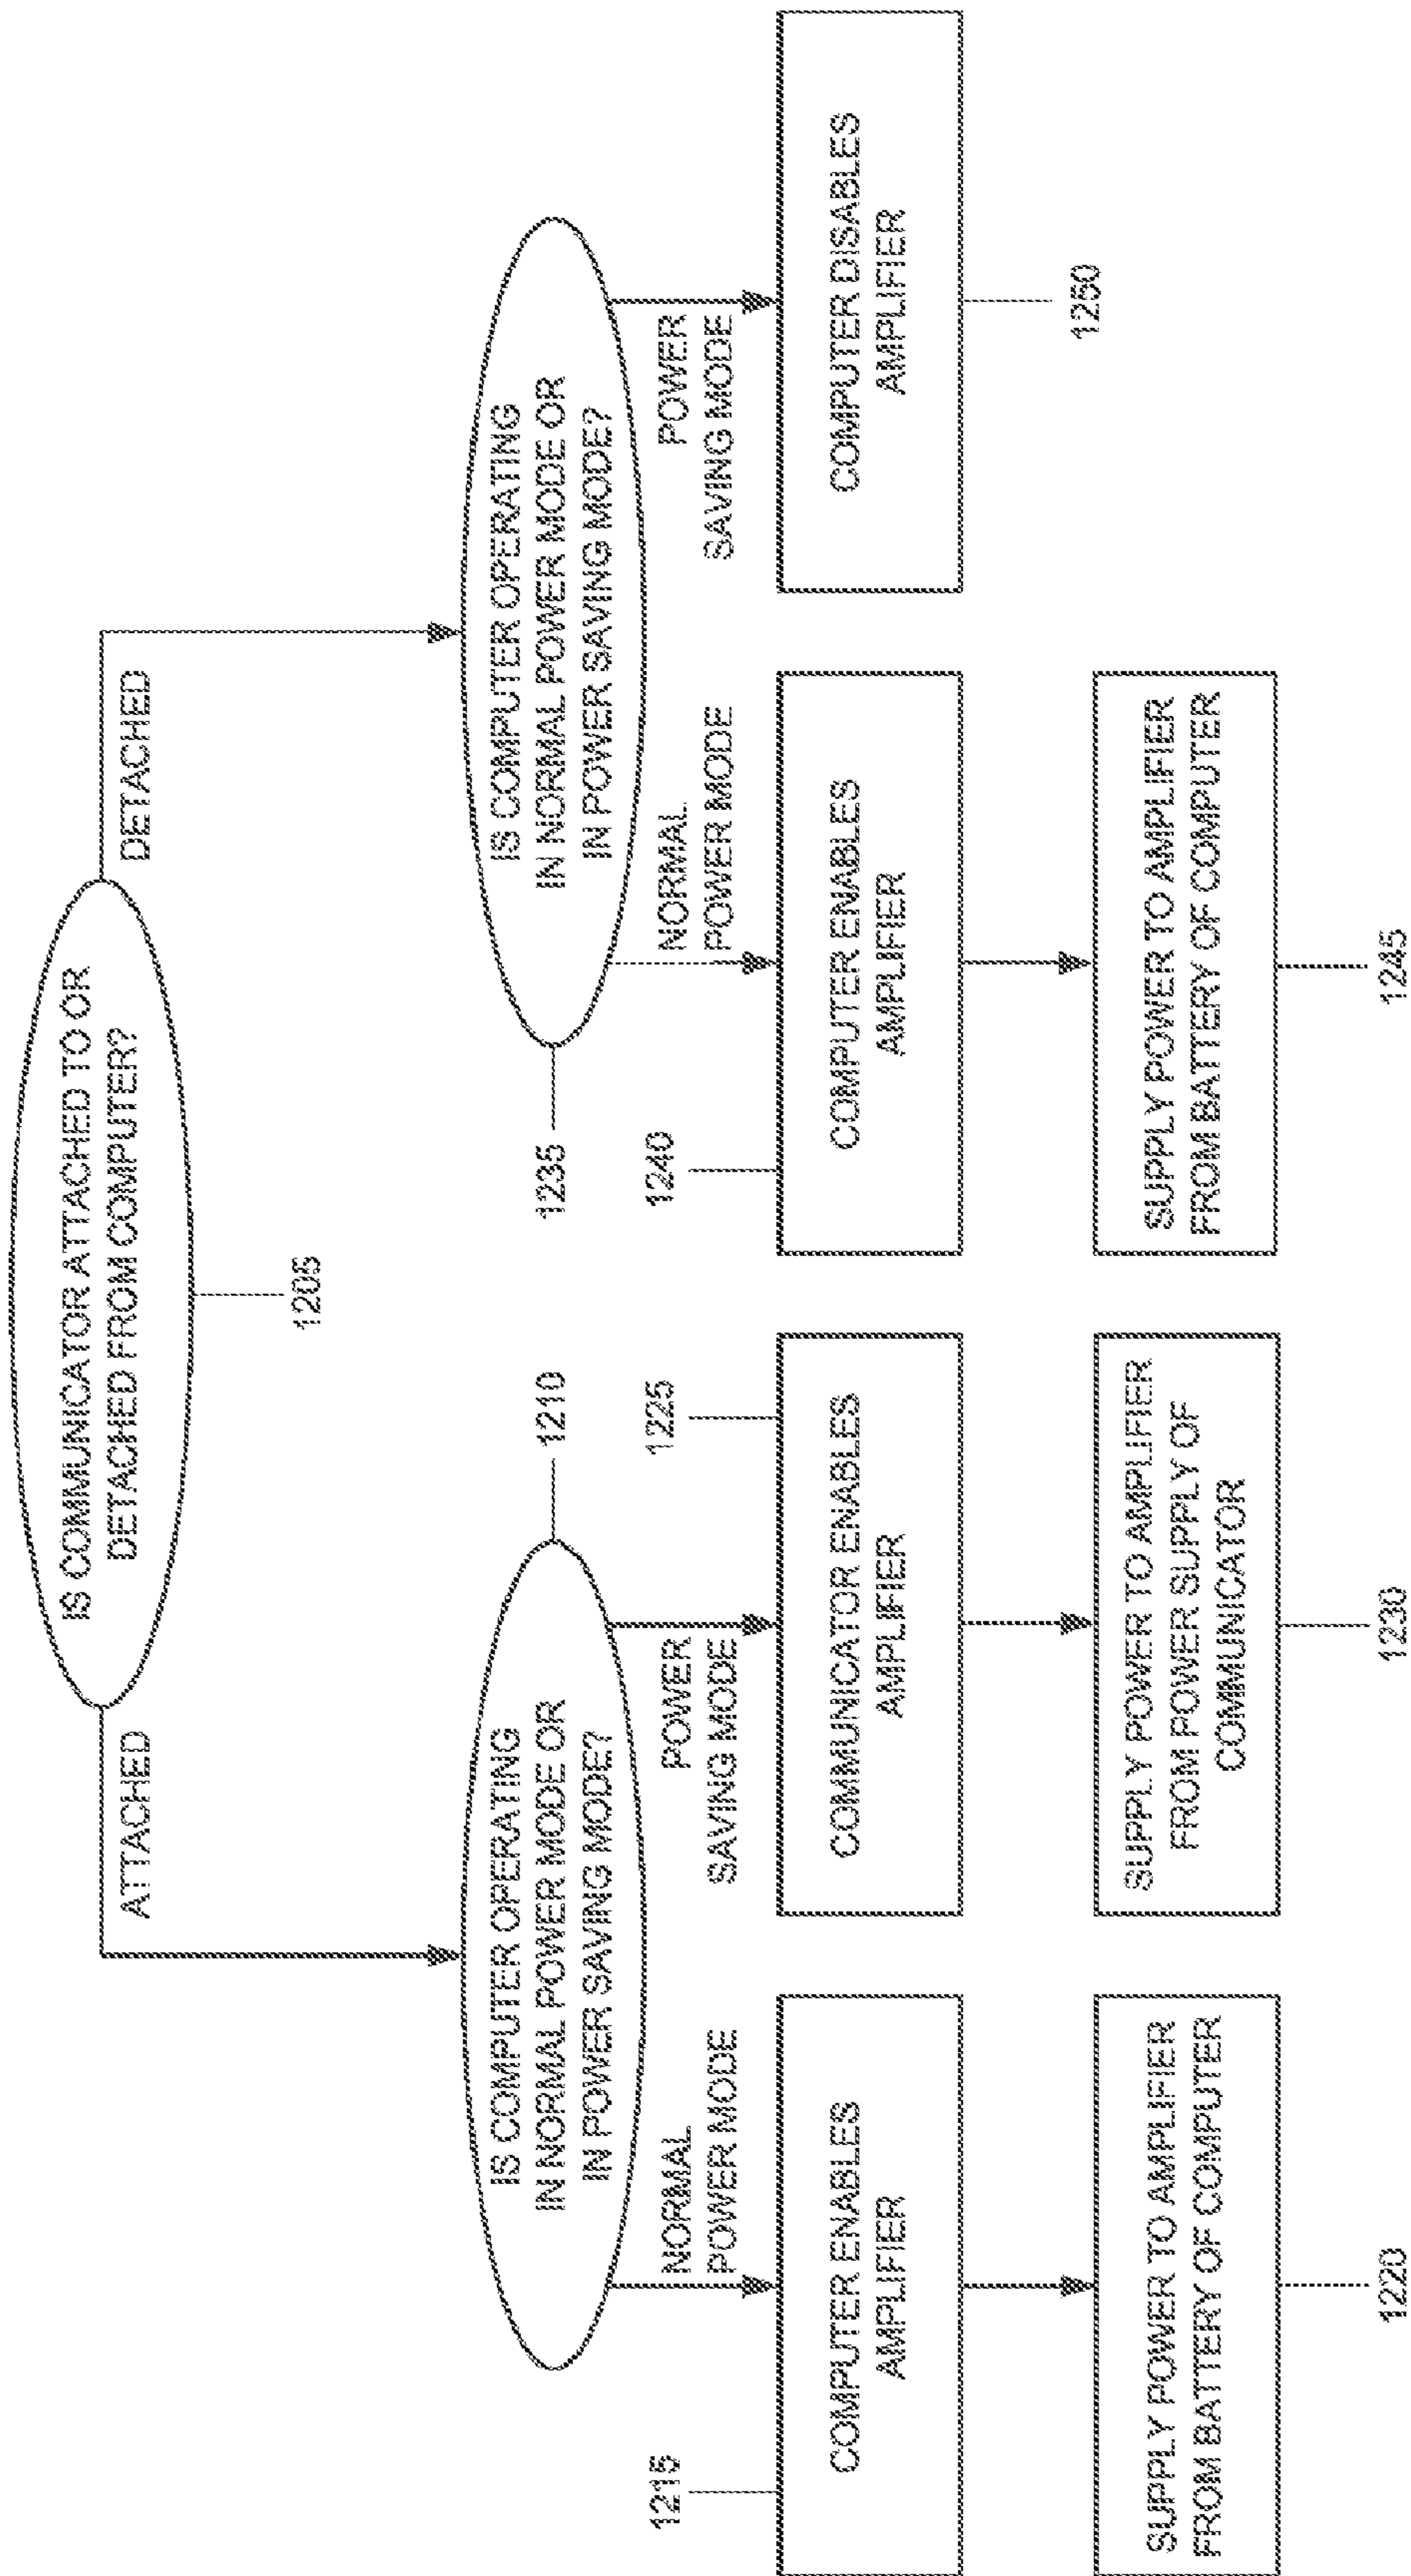 IS COMMUNICATOR ATTACHED TO OR
DETACHED FROM COMPUTER?
1205
ATTACHED
DETACHED
IS COMPUTER OPERATING
IN NORMAL POWER MODE OR
IN POWER SAVING MODE?
1210
NORMAL
POWER MODE
POWER
SAVING MODE
1215
COMPUTER ENABLES
AMPLIFIER
SUPPLY POWER TO AMPLIFIER
FROM BATTERY OF COMPUTER
1220
1225
COMMUNICATOR ENABLES
AMPLIFIER
SUPPLY POWER TO AMPLIFIER
FROM POWER SUPPLY OF
COMMUNICATOR
1230
IS COMPUTER OPERATING
IN NORMAL POWER MODE OR
IN POWER SAVING MODE?
1235
NORMAL
POWER MODE
POWER
SAVING MODE
1240
COMPUTER ENABLES
AMPLIFIER
SUPPLY POWER TO AMPLIFIER
FROM BATTERY OF COMPUTER
1245
COMPUTER DISABLES
AMPLIFIER
1250